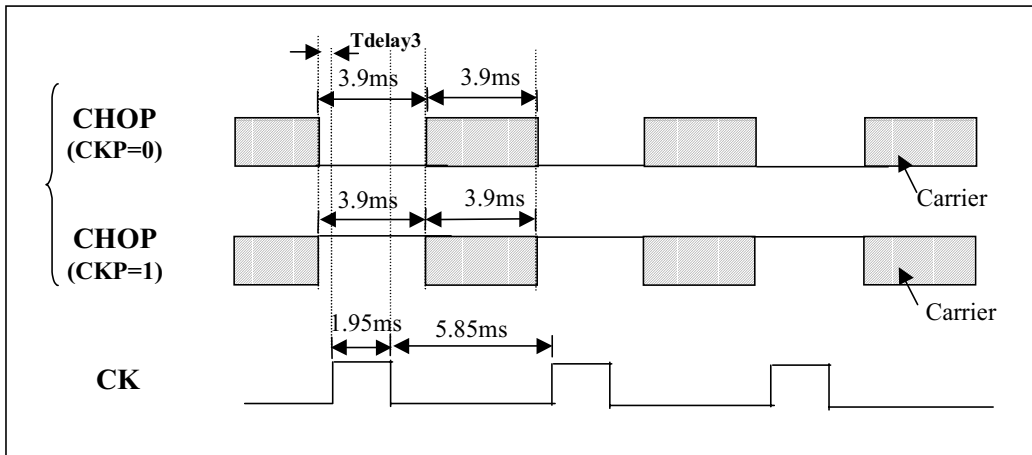 Tdelay3
3.9ms 3.9ms
CHOP
(CKP=0)
Carrier
3.9ms 3.9ms
CHOP
(CKP=1)
Carrier
1.95ms 5.85ms
CK